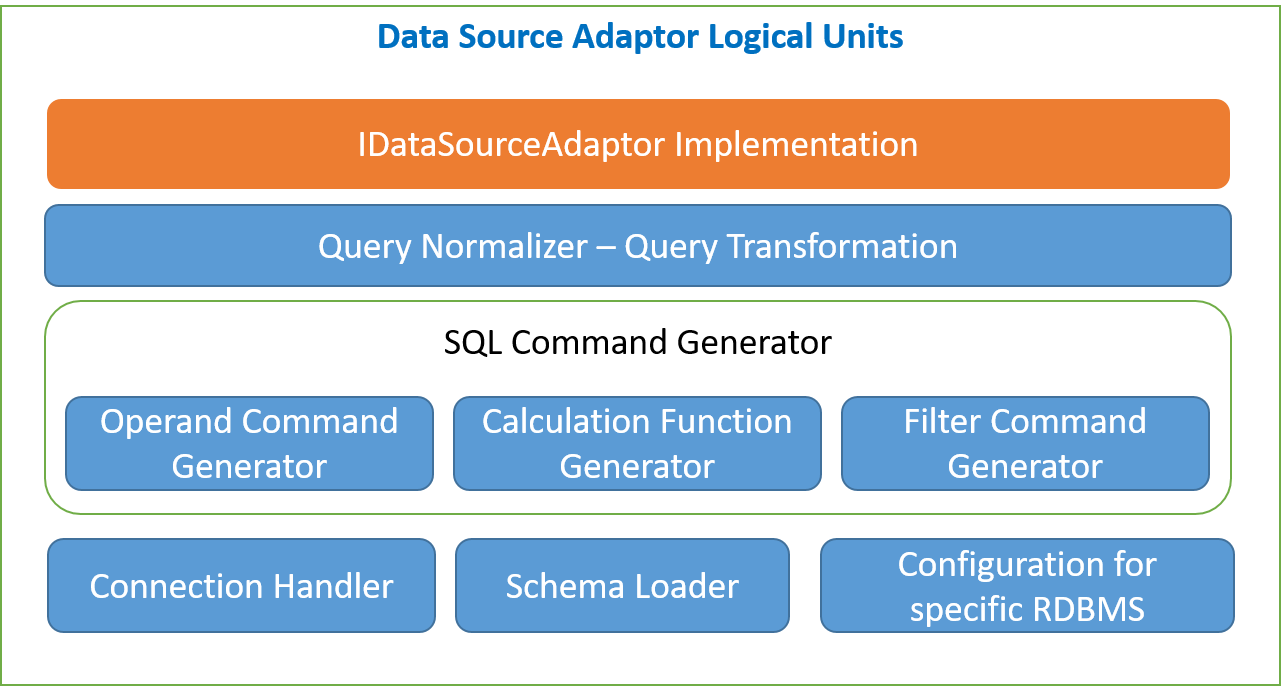 Data Source Adaptor Logical Units
IDataSourceAdaptor Implementation
Query Normalizer – Query Transformation
SQL Command Generator
Operand Command
Generator
Calculation Function
Generator
Filter Command
Generator
Connection Handler
Schema Loader
Configuration for
specific RDBMS